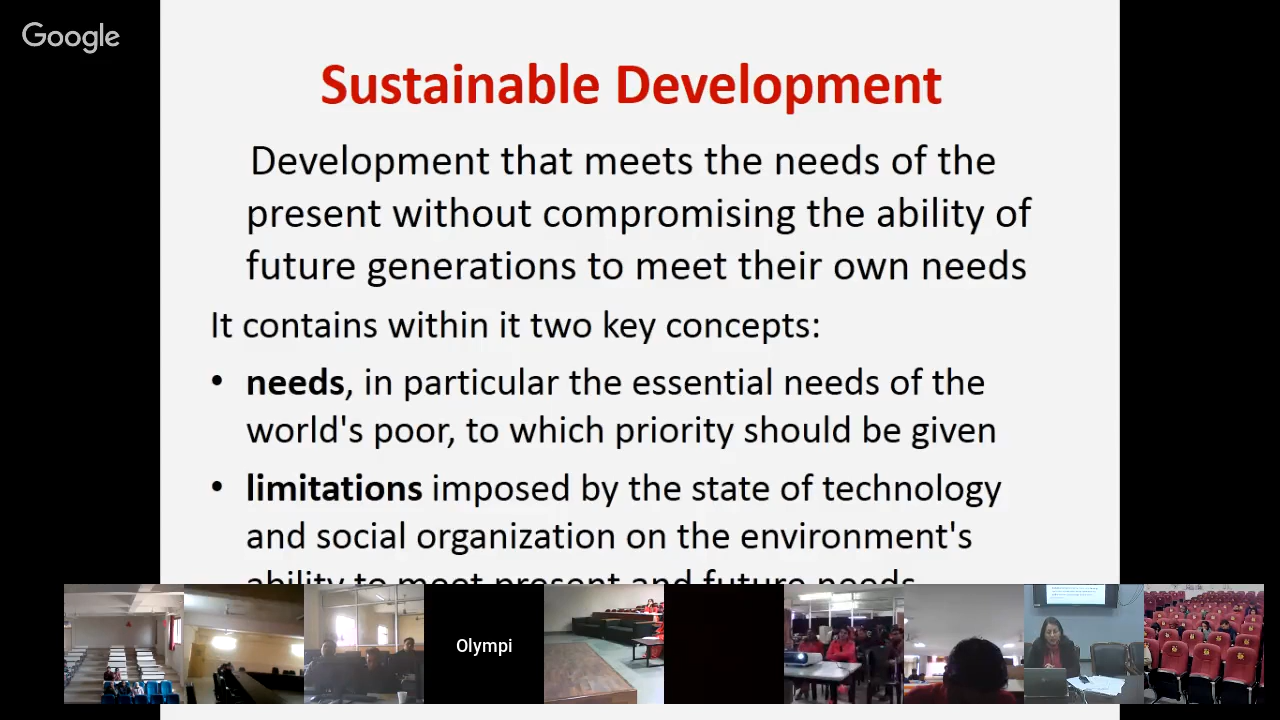 Google
Sustainable Development
Development that meets the needs of the
present without compromising the ability of
future generations to meet their own needs
It contains within it two key concepts:
• needs, in particular the essential needs of the
world's poor, to which priority should be given
• limitations imposed by the state of technology
and social organization on the environment's
ability to meet present and future needs
Olympi